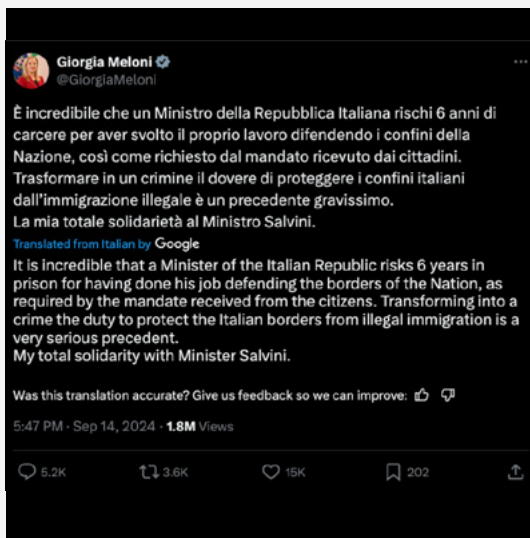 Giorgia Meloni
@GiorgiaMeloni
È incredibile che un Ministro della Repubblica Italiana rischi 6 anni di
carcere per aver svolto il proprio lavoro difendendo i confini della
Nazione, così come richiesto dal mandato ricevuto dai cittadini.
Trasformare in un crimine il dovere di proteggere i confini italiani
dall'immigrazione illegale è un precedente gravissimo.
La mia totale solidarietà al Ministro Salvini.
Translated from Italian by Google
It is incredible that a Minister of the Italian Republic risks 6 years in
prison for having done his job defending the borders of the Nation, as
required by the mandate received from the citizens. Transforming into a
crime the duty to protect the Italian borders from illegal immigration is a
very serious precedent.
My total solidarity with Minister Salvini.
Was this translation accurate? Give us feedback so we can improve:
5:47 PM · Sep 14, 2024 · 1.8M Views
5.2K 3.6K 15K 202